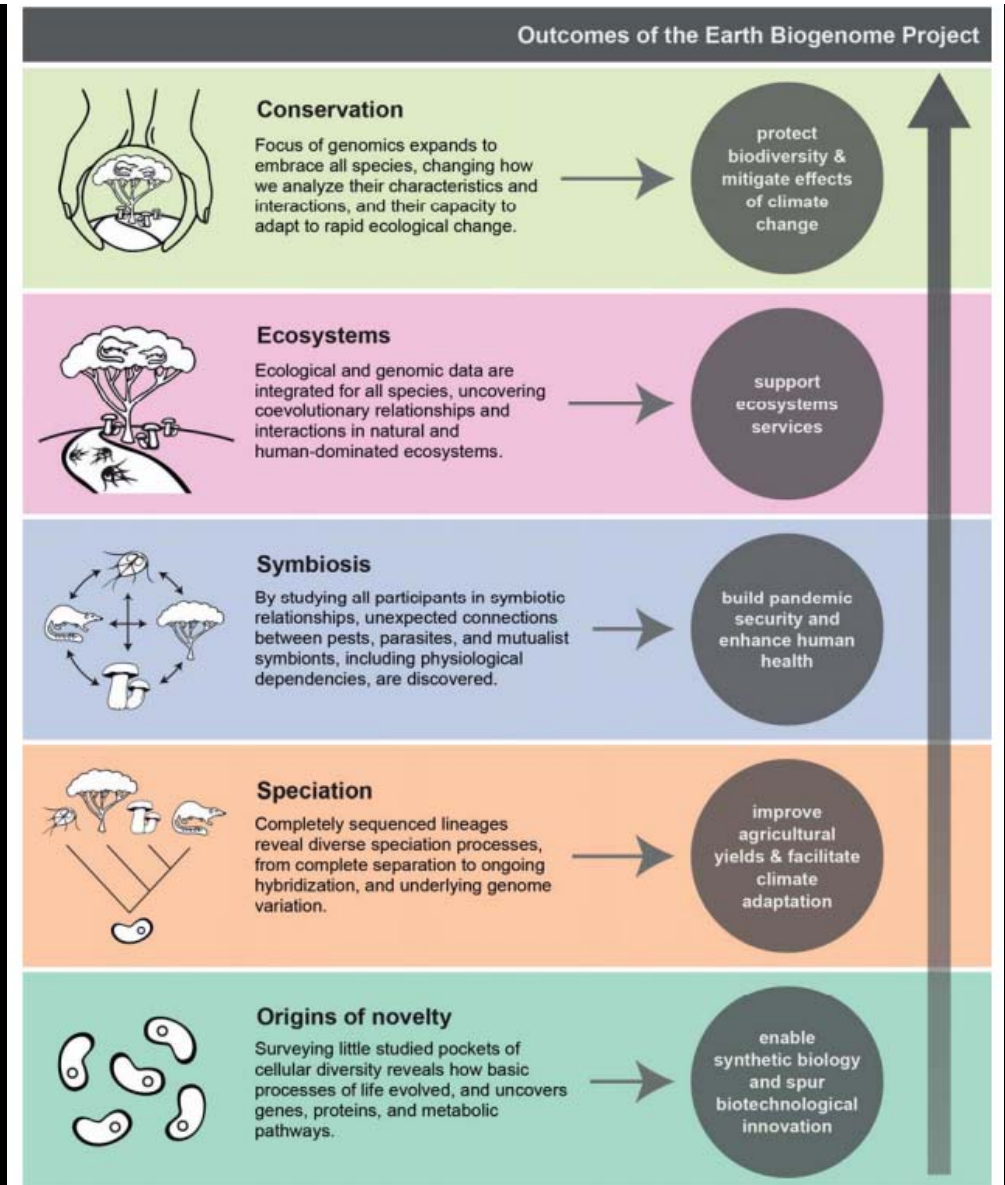 Outcomes of the Earth Biogenome Project
Conservation
Focus of genomics expands to
embrace all species, changing how
we analyze their characteristics and
interactions, and their capacity to
adapt to rapid ecological change.
protect
biodiversity &
mitigate effects
of climate
change
Ecosystems
Ecological and genomic data are
integrated for all species, uncovering
coevolutionary relationships and
interactions in natural and
human-dominated ecosystems.
support
ecosystems
services
Symbiosis
By studying all participants in symbiotic
relationships, unexpected connections
between pests, parasites, and mutualist
symbionts, including physiological
dependencies, are discovered.
build pandemic
security and
enhance human
health
Speciation
Completely sequenced lineages
reveal diverse speciation processes,
from complete separation to ongoing
hybridization, and underlying genome
variation.
improve
agricultural
yields & facilitate
climate
adaptation
Origins of novelty
Surveying little studied pockets of
cellular diversity reveals how basic
processes of life evolved, and uncovers
genes, proteins, and metabolic
pathways.
enable
synthetic biology
and spur
biotechnological
innovation